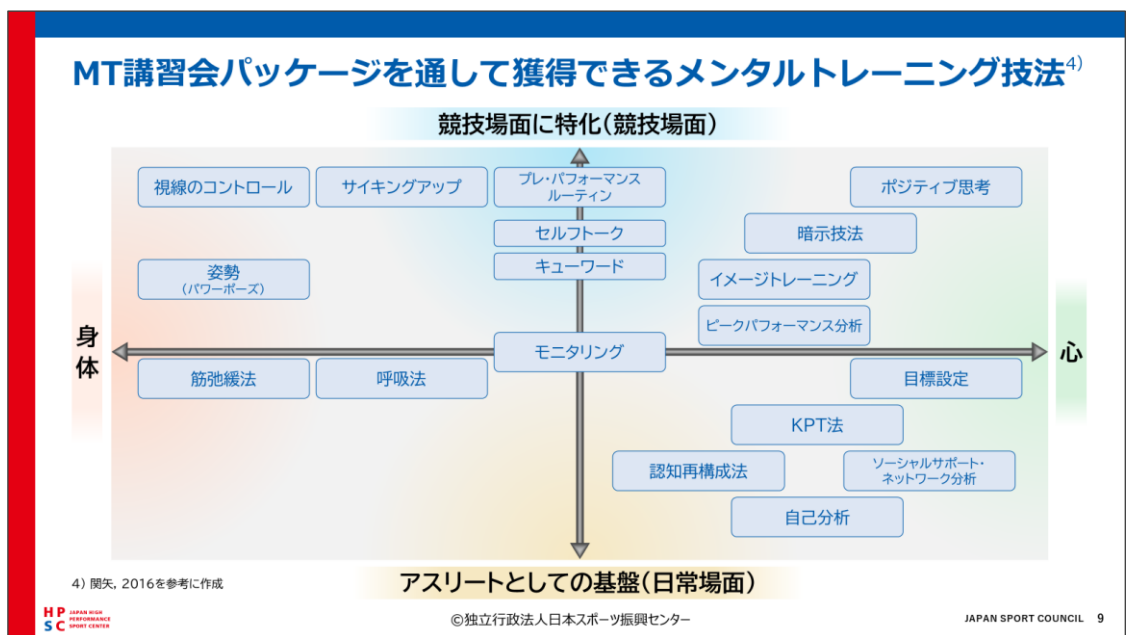 MT講習会パッケージを通して獲得できるメンタルトレーニング技法4)
競技場面に特化(競技場面)
視線のコントロール
サイキングアップ
プレ・パフォーマンス
ルーティン
ポジティブ思考
セルフトーク
暗示技法
キューワード
姿勢
(パワーポーズ)
イメージトレーニング
ピークパフォーマンス分析
身
体
モニタリング
心
筋弛緩法
呼吸法
目標設定
KPT法
認知再構成法
ソーシャルサポート・
ネットワーク分析
自己分析
アスリートとしての基盤(日常場面)
4) 関矢, 2016を参考に作成
HP
SC
JAPAN HIGH
PERFORMANCE
SPORT CENTER
©独立行政法人日本スポーツ振興センター
JAPAN SPORT COUNCIL 9